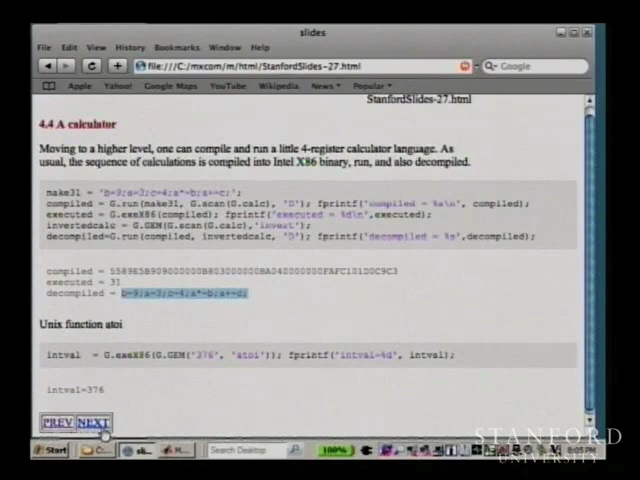 slides
File Edit View History Bookmarks Window Help
file:///C:/mxcom/m/html/StanfordSlides-27.html
Google
Apple Yahoo! Google Maps YouTube Wikipedia News Popular
StanfordSlides-27.html
4.4 A calculator
Moving to a higher level, one can compile and run a little 4-register calculator language. As
usual, the sequence of calculations is compiled into Intel X86 binary, run, and also decompiled.
make31 = 'b=9;a=3;c=4;a*=b;a+=c;';
compiled = G.run(make31, G.scan(G.calc), 'D'); fprintf('compiled = %s\n', compiled);
executed = G.exeX86(compiled); fprintf('executed = %d\n',executed);
invertedcalc = G.GEM(G.scan(G.calc),'invert');
decompiled=G.run(compiled, invertedcalc, 'D'); fprintf('decompiled = %s',decompiled);
compiled =
executed = 31
decompiled = b=9;a=3;c=4;a*=b;a+=c;
Unix function atoi
intval = G.exeX86(G.GEM('376', 'atoi')); fprintf('intval=%d', intval);
intval=376
PREV NEXT
Start Search Desktop 100% 8:05 PM
STANFORD
UNIVERSITY